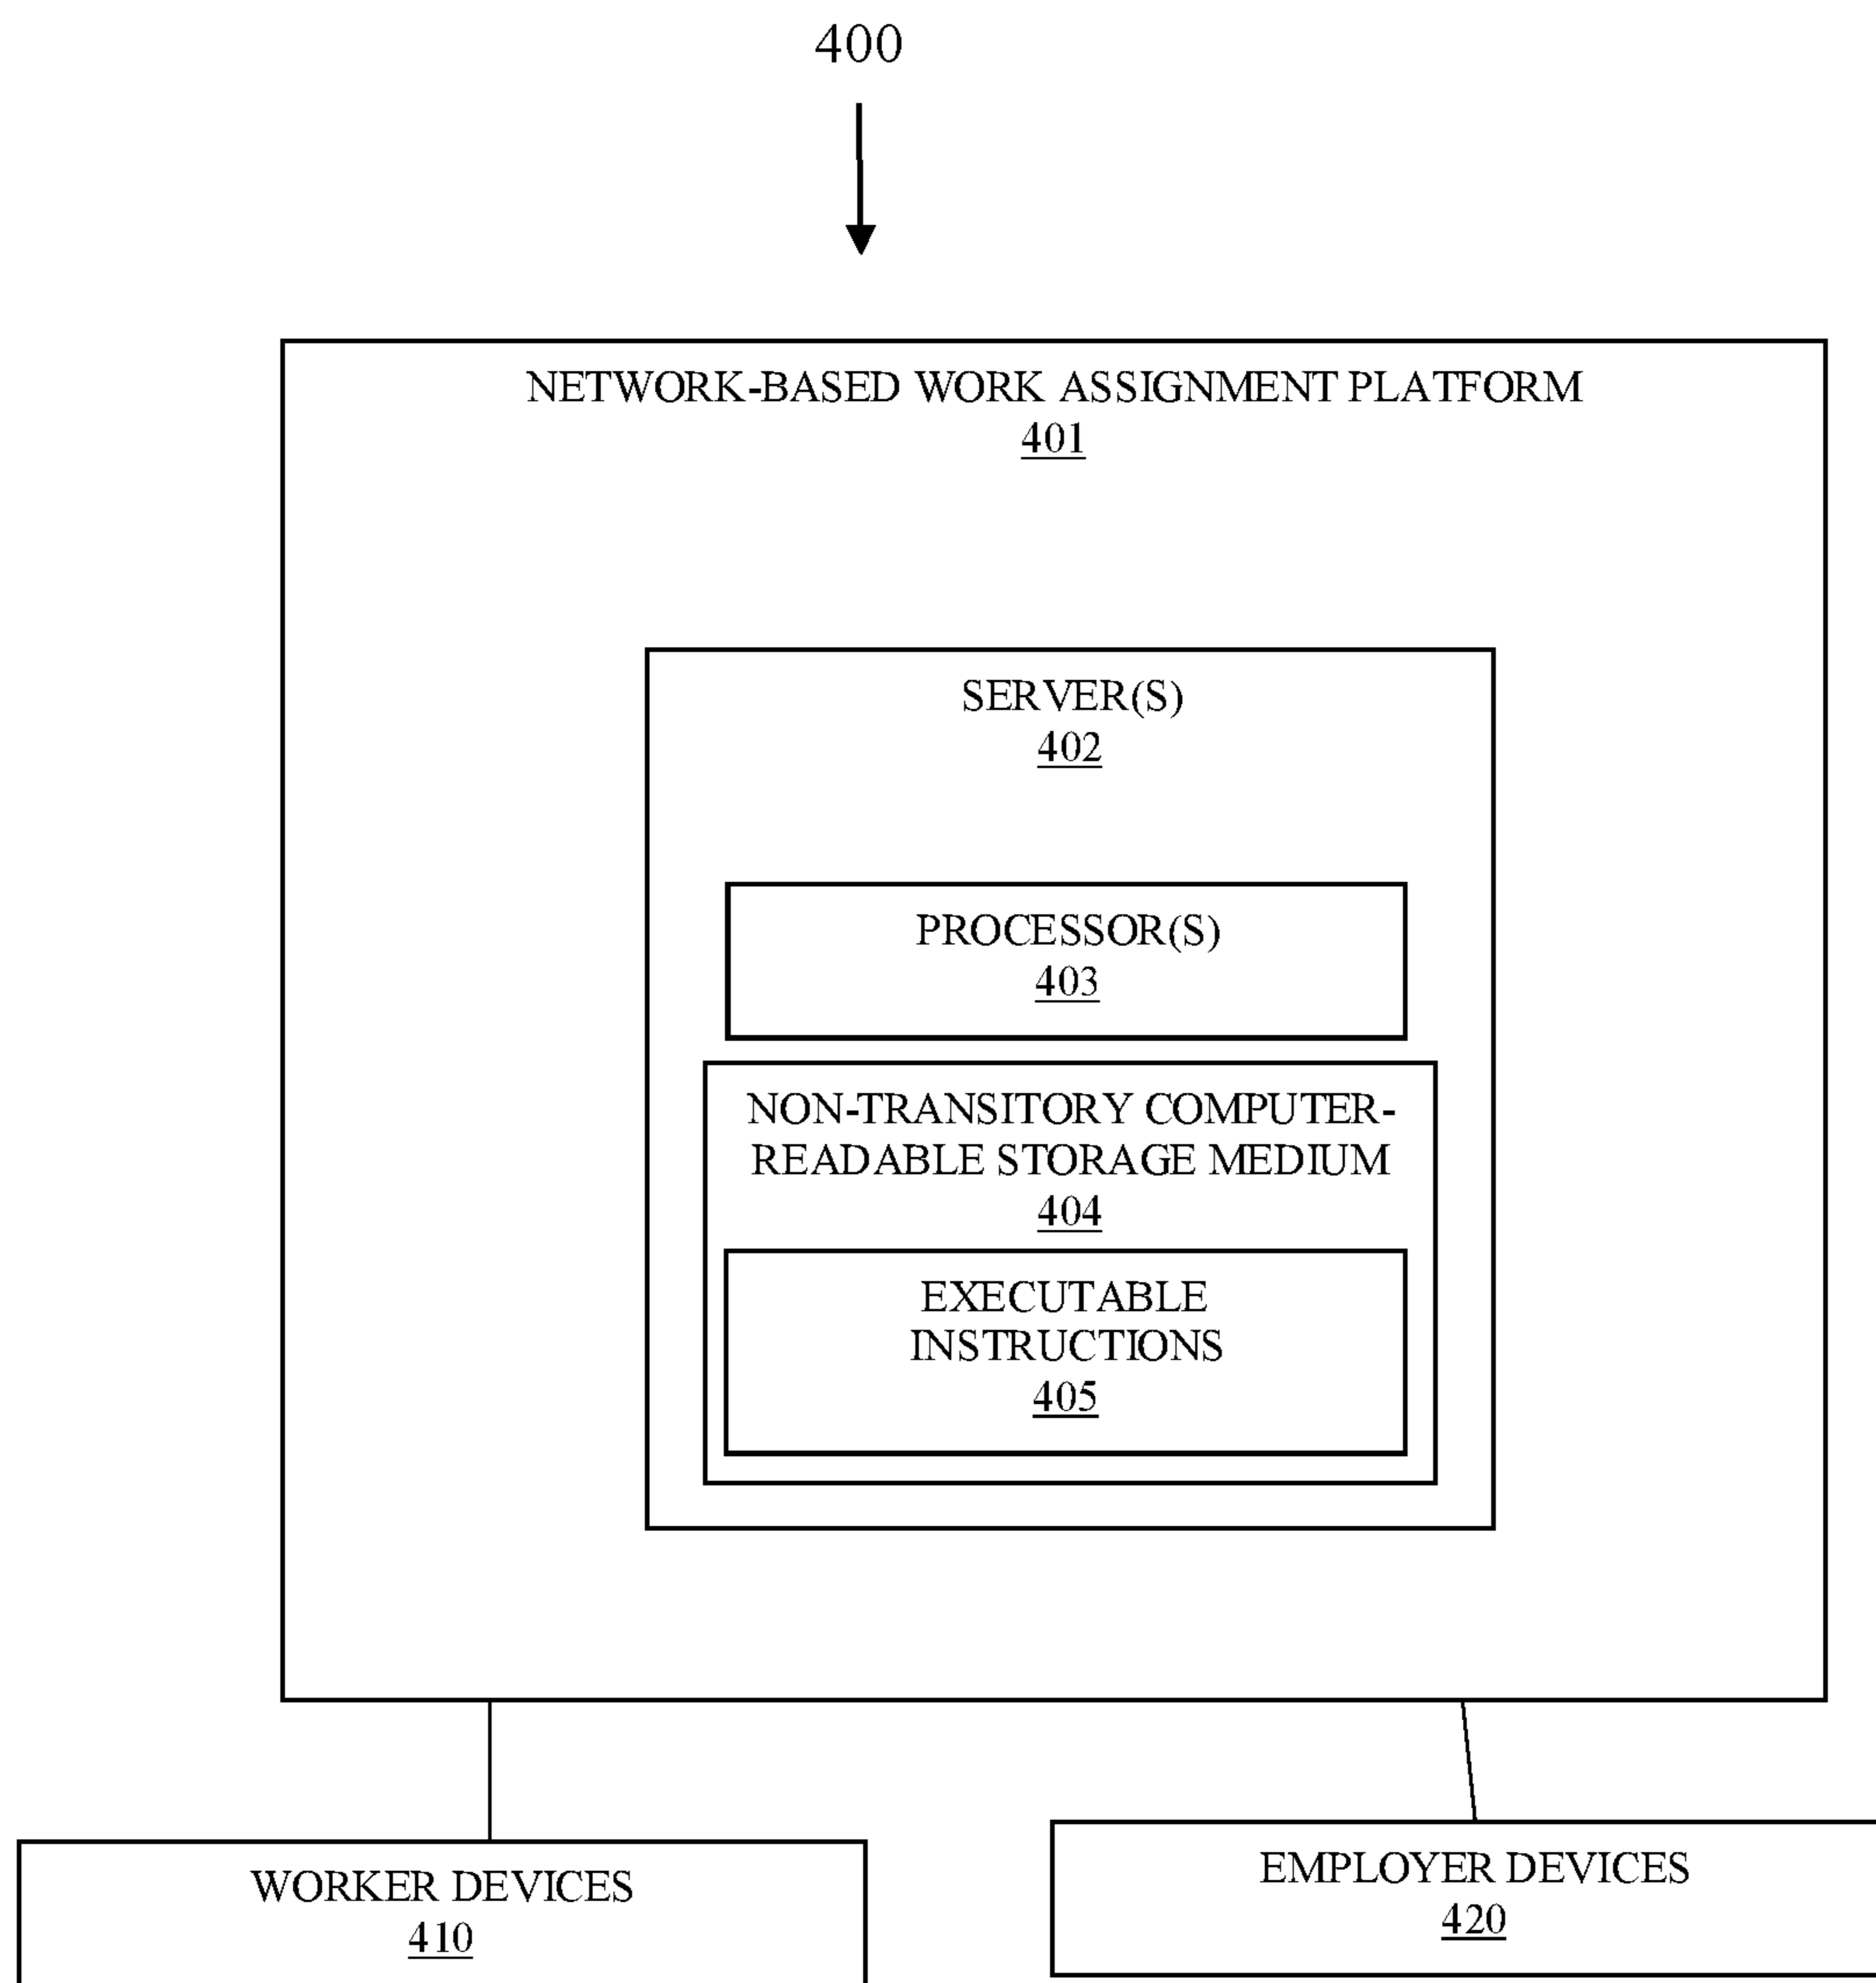 400
NETWORK-BASED WORK ASSIGNMENT PLATFORM
401
SERVER(S)
402
PROCESSOR(S)
403
NON-TRANSITORY COMPUTER-
READABLE STORAGE MEDIUM
404
EXECUTABLE
INSTRUCTIONS
405
WORKER DEVICES
410
EMPLOYER DEVICES
420